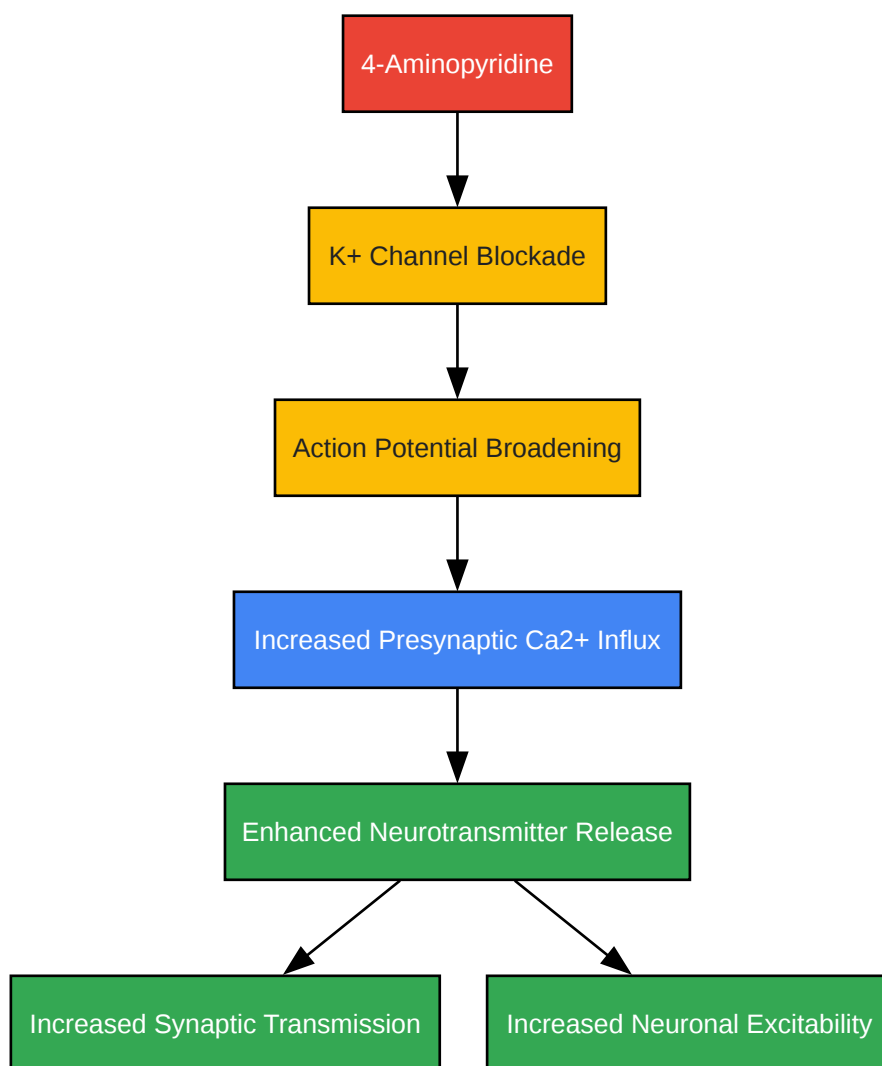 4-Aminopyridine
K+ Channel Blockade
Action Potential Broadening
Increased Presynaptic Ca2+ Influx
Enhanced Neurotransmitter Release
Increased Synaptic Transmission
Increased Neuronal Excitability